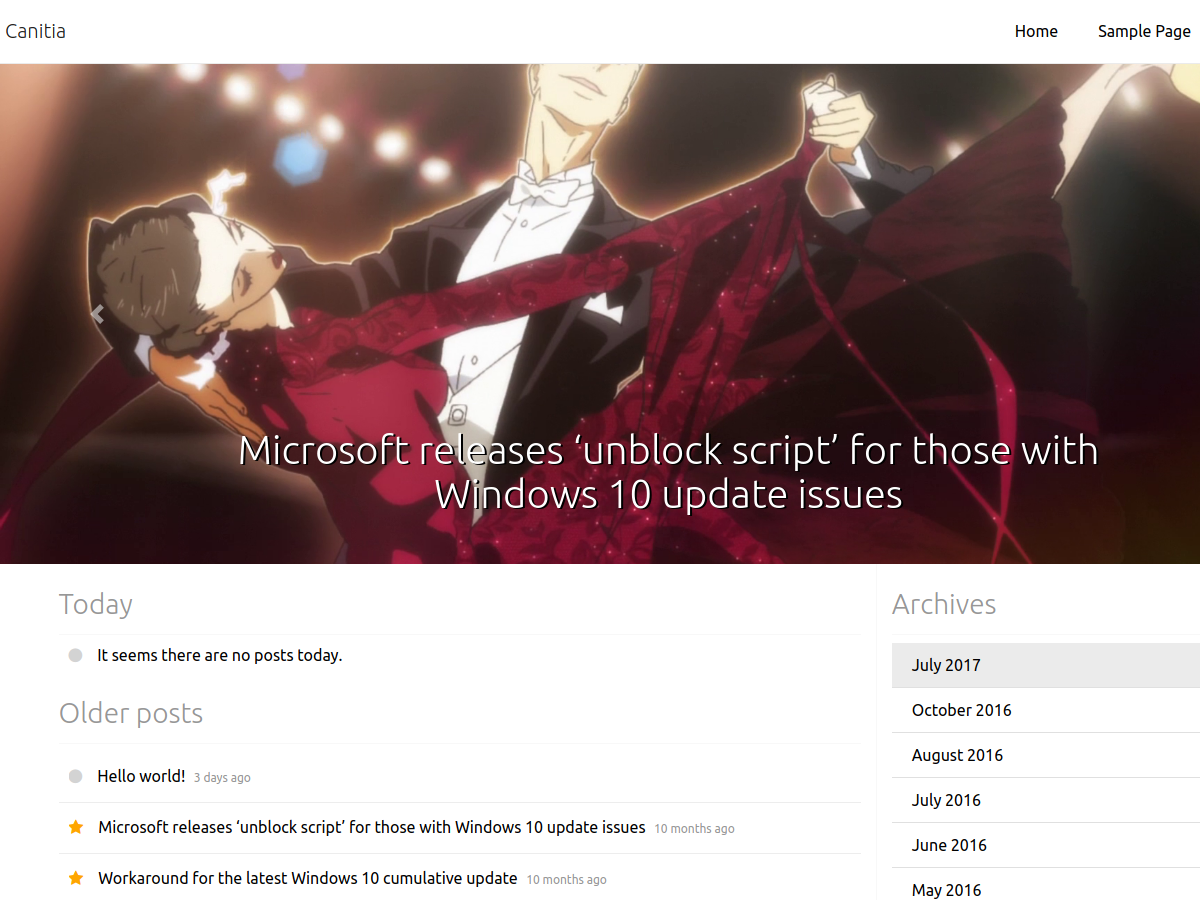 Canitia
Home
Sample Page
Microsoft releases ‘unblock script’ for those with
Windows 10 update issues
Today
It seems there are no posts today.
Older posts
Hello world! 3 days ago
Microsoft releases ‘unblock script’ for those with Windows 10 update issues 10 months ago
Workaround for the latest Windows 10 cumulative update 10 months ago
Archives
July 2017
October 2016
August 2016
July 2016
June 2016
May 2016